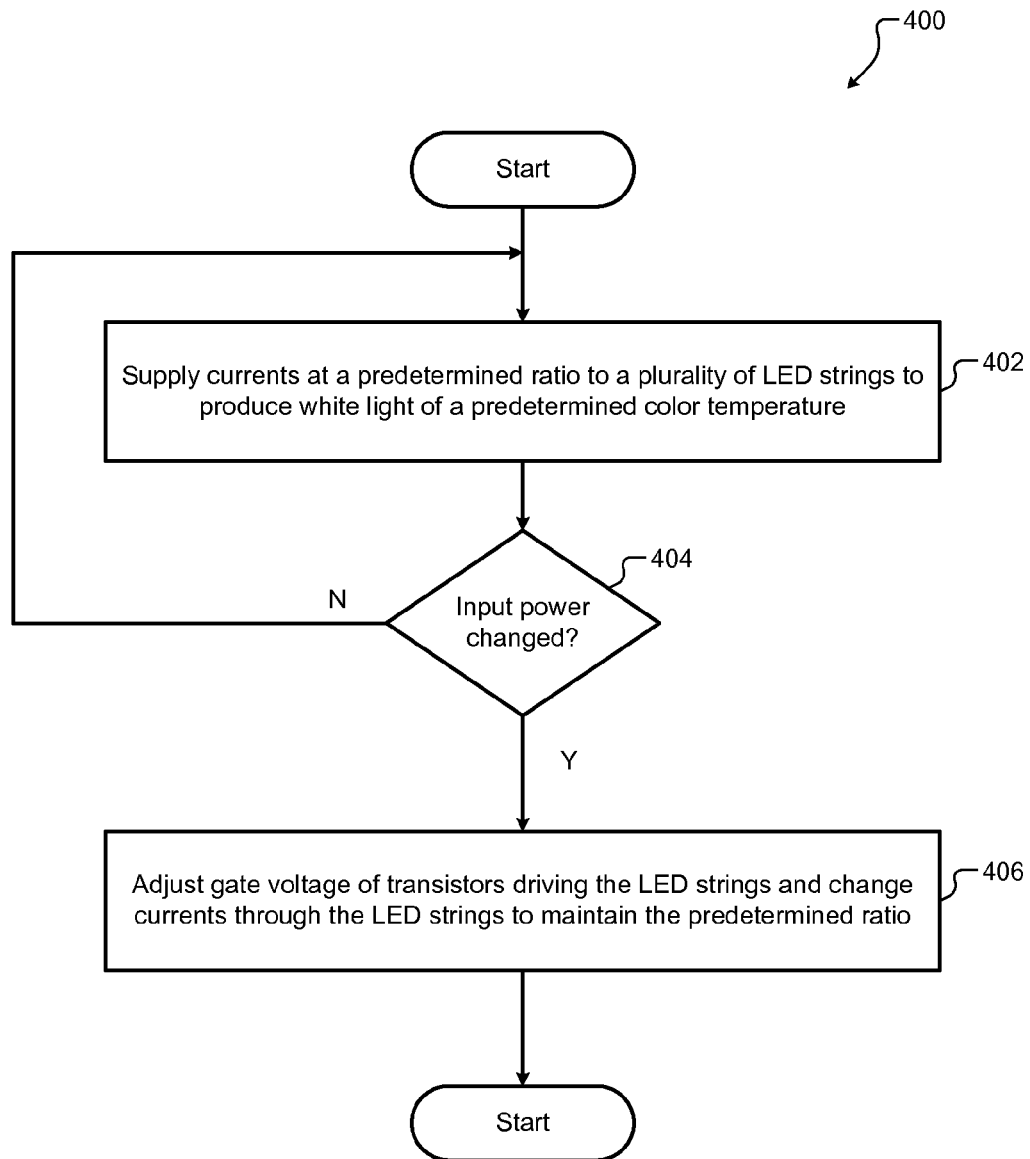 400
Start
Supply currents at a predetermined ratio to a plurality of LED strings to
produce white light of a predetermined color temperature
402
404
N
Input power
changed?
Y
Adjust gate voltage of transistors driving the LED strings and change
currents through the LED strings to maintain the predetermined ratio
406
Start